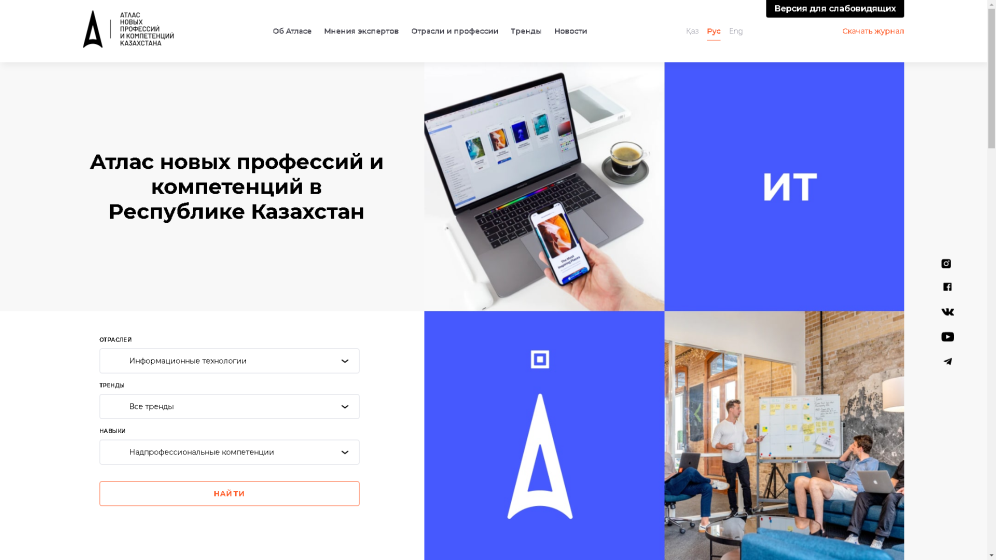 Версия для слабовидящих
АТЛАС
НОВЫХ
ПРОФЕССИЙ
И КОМПЕТЕНЦИЙ
КАЗАХСТАНА
Об Атласе Мнения экспертов Отрасли и профессии Тренды Новости
Қаз Рус Eng
Скачать журнал
Атлас новых профессий и
компетенций в
Республике Казахстан
ИТ
ОТРАСЛЕЙ
Информационные технологии
ТРЕНДЫ
Все тренды
НАВЫКИ
Надпрофессиональные компетенции
НАЙТИ